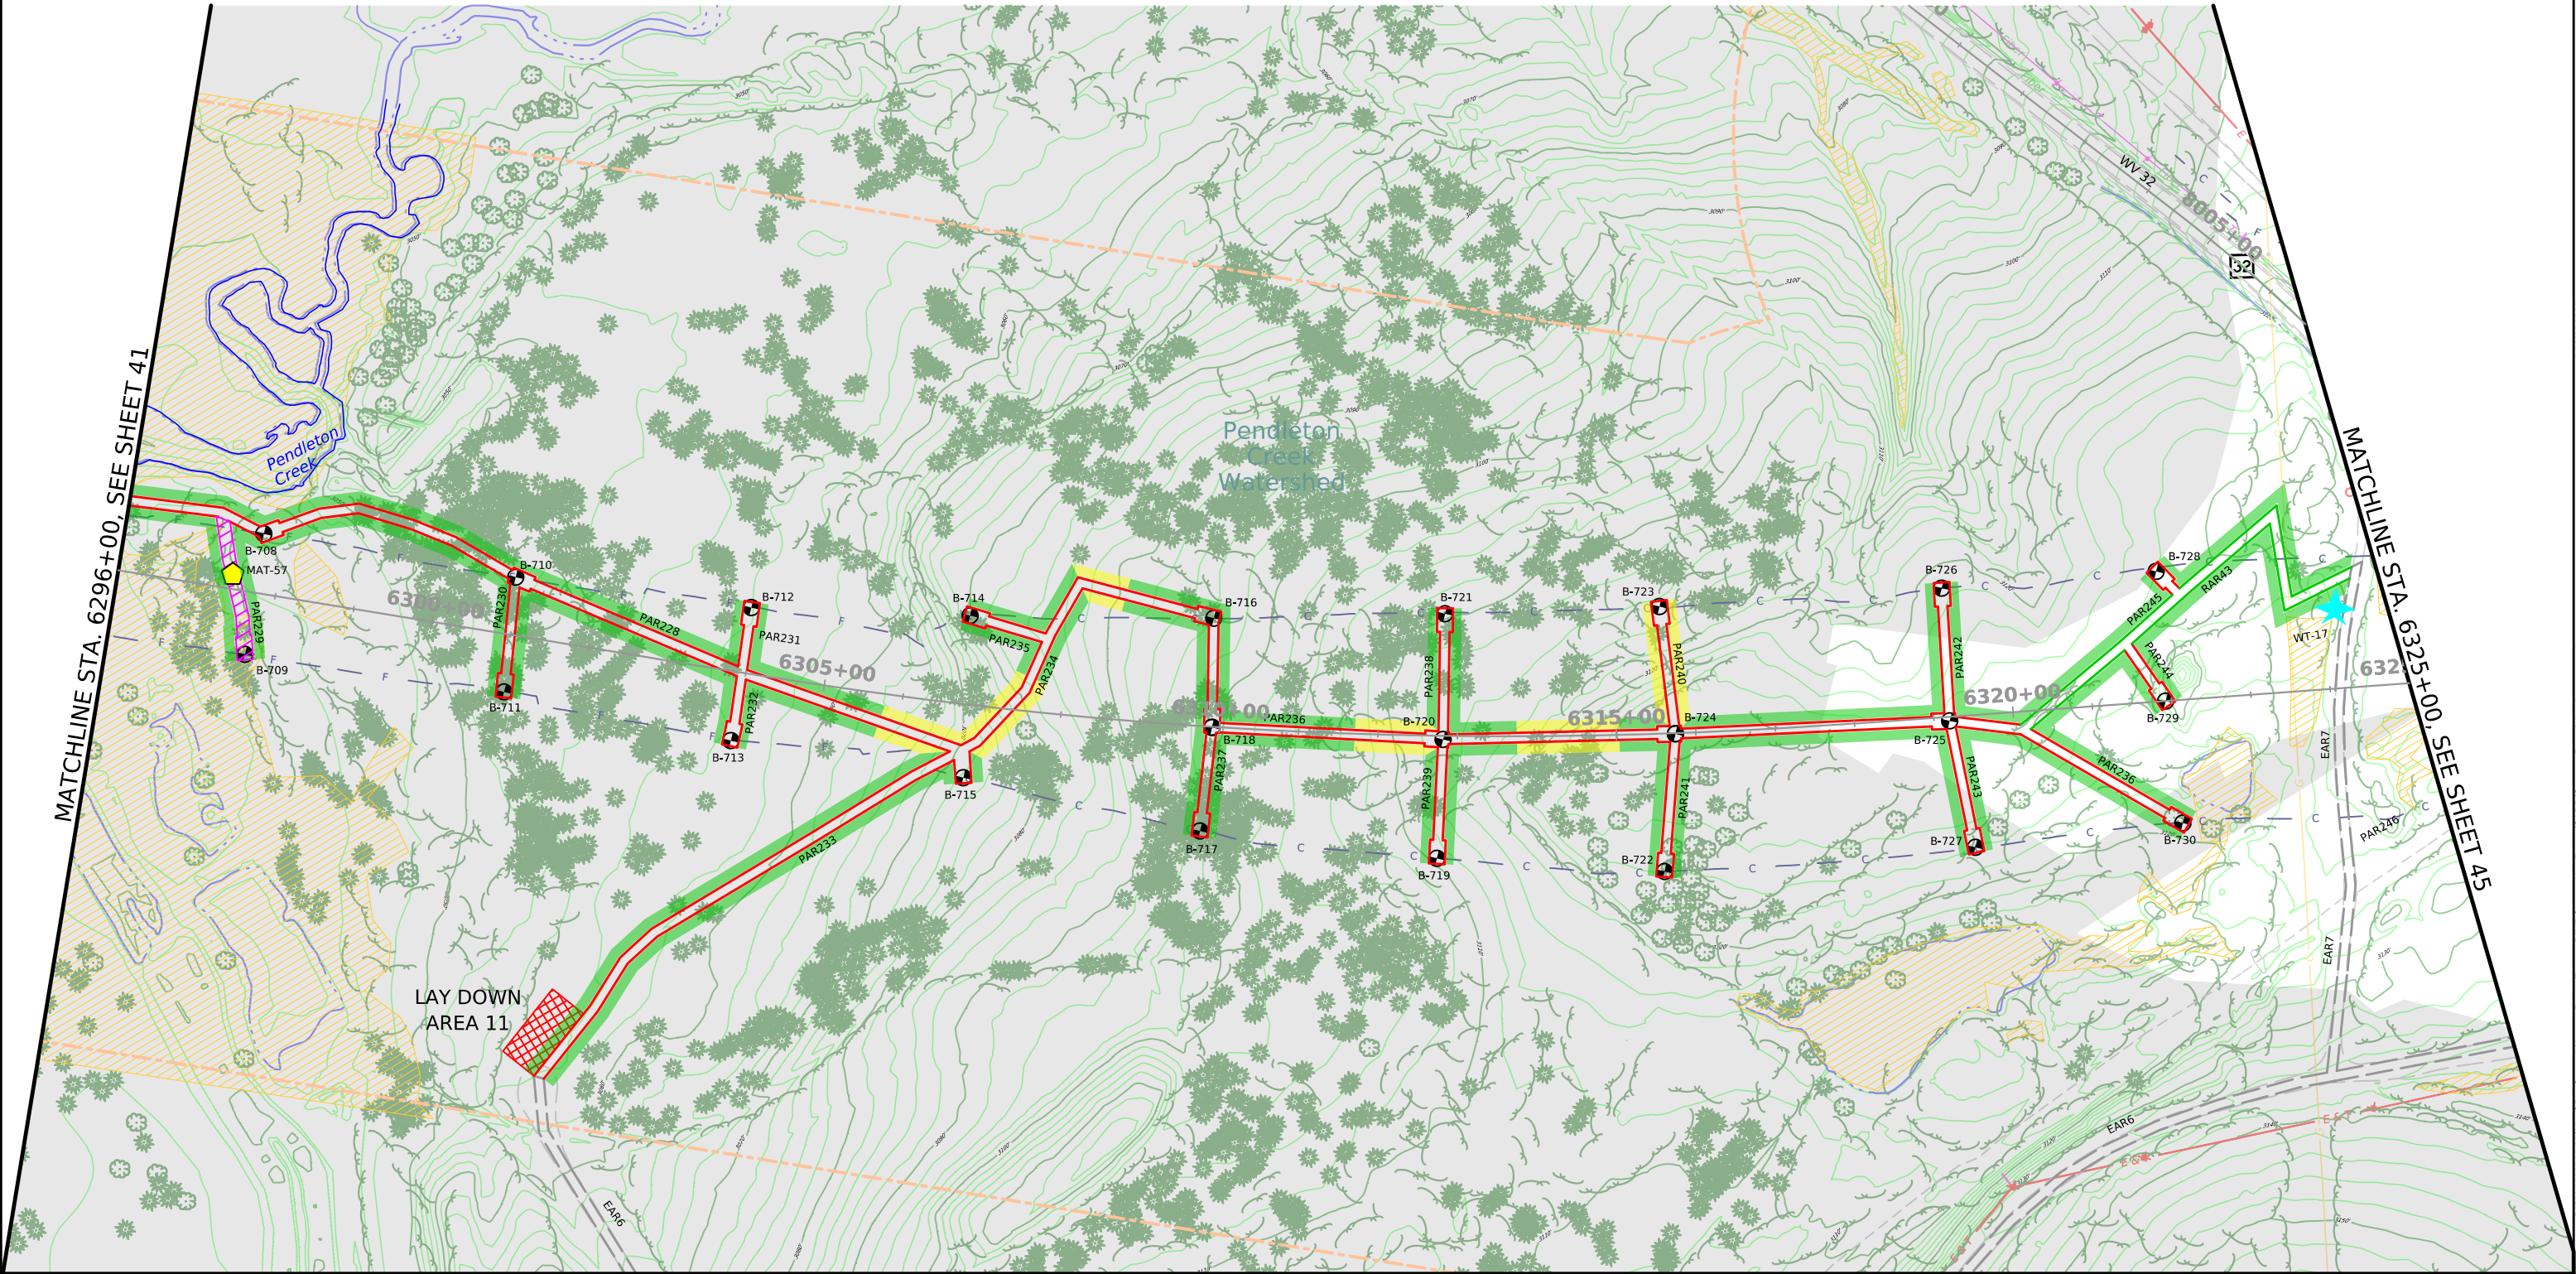 MATCHLINE STA. 6296+00, SEE SHEET 41
MATCHLINE STA. 6325+00, SEE SHEET 45
WV 32
8005+00
32
Pendleton
Creek
Pendleton
Creek
Watershed
B-708
MAT-57
PAR229
B-709
6300+00
B-710
PAR230
B-711
PAR228
B-712
PAR231
PAR232
B-713
6305+00
B-714
PAR235
PAR234
B-715
PAR233
B-716
PAR236
B-718
PAR237
B-717
B-721
PAR238
B-720
PAR239
B-719
B-723
PAR240
6315+00
B-724
PAR241
B-722
B-726
PAR242
B-725
PAR243
B-727
6320+00
B-728
PAR245
RAR43
PAR244
B-729
PAR236
B-730
WT-17
EAR7
EAR7
PAR246
EAR6
EAR6
LAY DOWN
AREA 11